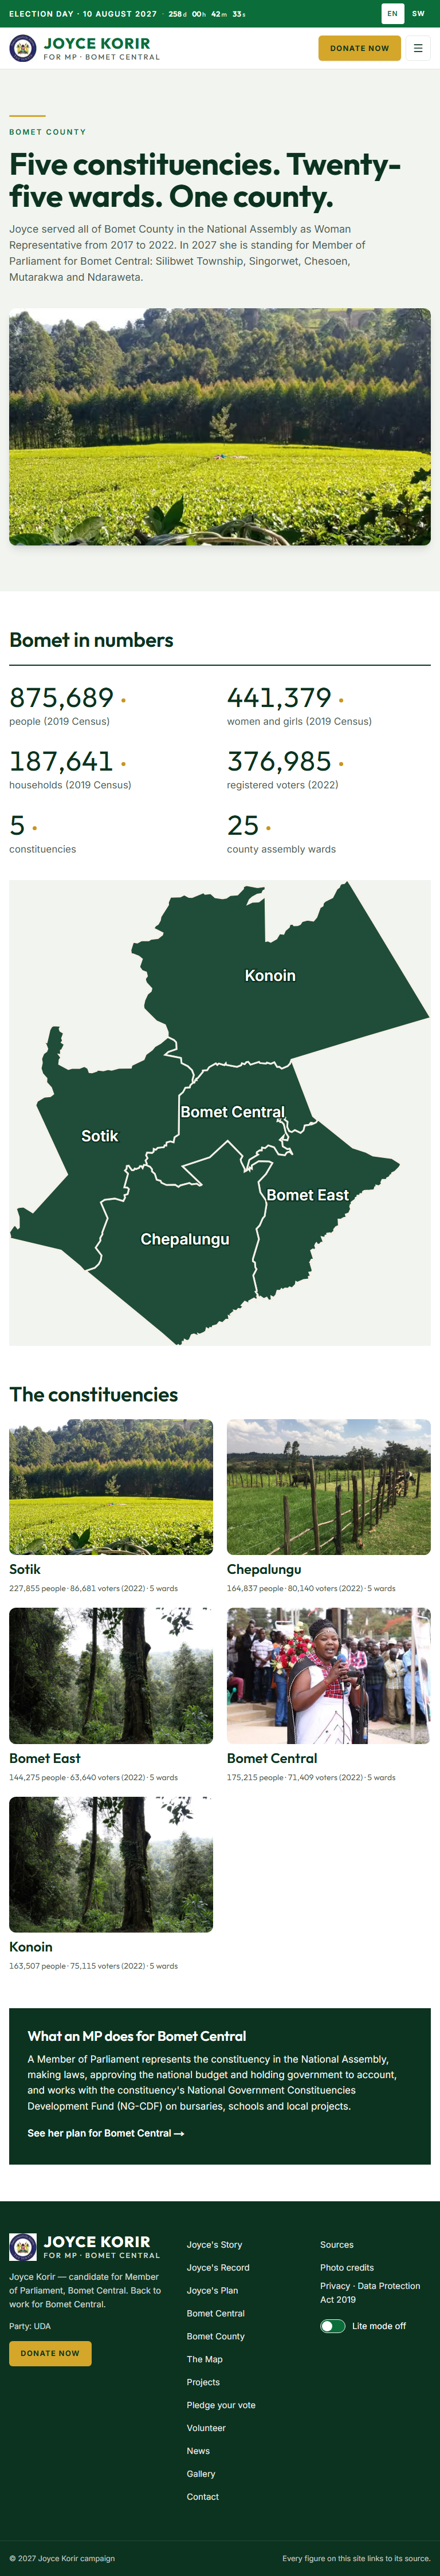 ELECTION DAY · 10 AUGUST 2027 · 258d 00h 42m 33s
EN SW
JOYCE KORIR
FOR MP · BOMET CENTRAL
DONATE NOW
BOMET COUNTY
Five constituencies. Twenty-
five wards. One county.
Joyce served all of Bomet County in the National Assembly as Woman
Representative from 2017 to 2022. In 2027 she is standing for Member of
Parliament for Bomet Central: Silibwet Township, Singorwet, Chesoen,
Mutarakwa and Ndaraweta.
Bomet in numbers
875,689
people (2019 Census)
441,379
women and girls (2019 Census)
187,641
households (2019 Census)
376,985
registered voters (2022)
5
constituencies
25
county assembly wards
Konoin
Bomet Central
Sotik
Bomet East
Chepalungu
The constituencies
Sotik
227,855 people · 86,681 voters (2022) · 5 wards
Chepalungu
164,837 people · 80,140 voters (2022) · 5 wards
Bomet East
144,275 people · 63,640 voters (2022) · 5 wards
Bomet Central
175,215 people · 71,409 voters (2022) · 5 wards
Konoin
163,507 people · 75,115 voters (2022) · 5 wards
What an MP does for Bomet Central
A Member of Parliament represents the constituency in the National Assembly,
making laws, approving the national budget and holding government to account,
and works with the constituency's National Government Constituencies
Development Fund (NG-CDF) on bursaries, schools and local projects.
See her plan for Bomet Central →
JOYCE KORIR
FOR MP · BOMET CENTRAL
Joyce Korir — candidate for Member
of Parliament, Bomet Central. Back to
work for Bomet Central.
Party: UDA
DONATE NOW
Joyce's Story
Joyce's Record
Joyce's Plan
Bomet Central
Bomet County
The Map
Projects
Pledge your vote
Volunteer
News
Gallery
Contact
Sources
Photo credits
Privacy · Data Protection
Act 2019
Lite mode off
© 2027 Joyce Korir campaign
Every figure on this site links to its source.